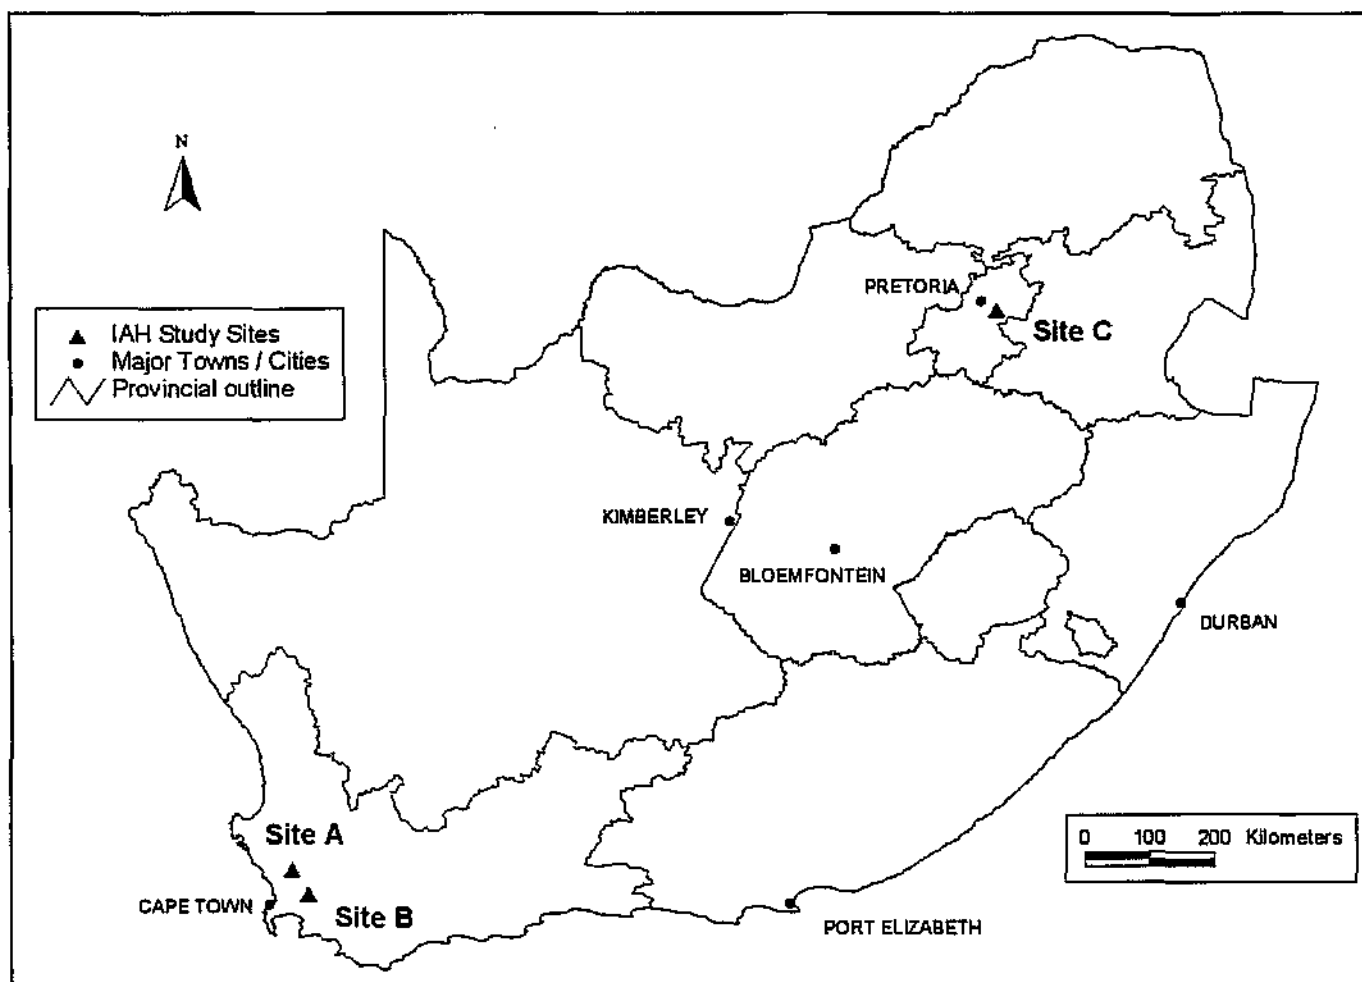 N
PRETORIA
IAH Study Sites
Site C
Major Towns / Cities
Provincial outline
KIMBERLEY
BLOEMFONTEIN
DURBAN
Site A
0 100 200 Kilometers
CAPE TOWN
Site B
PORT ELIZABETH